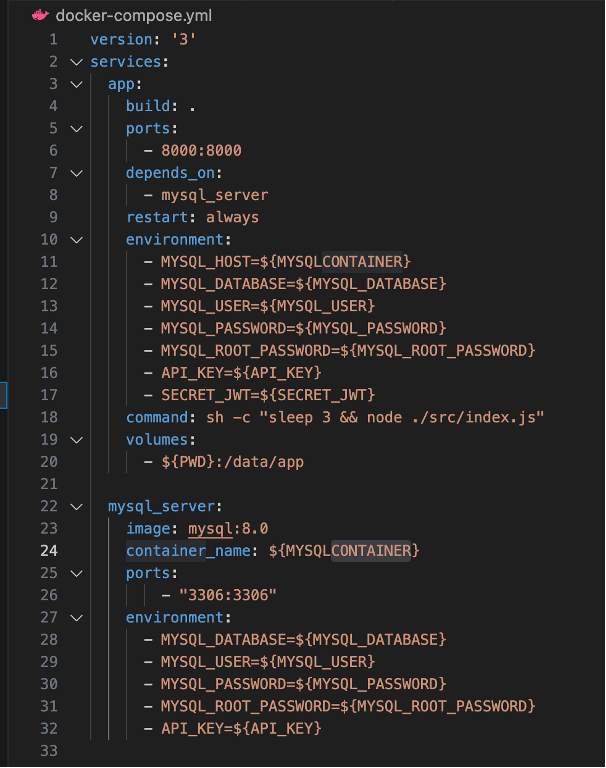 docker-compose.yml
1 version: '3'
2 services:
3 app:
4 build: .
5 ports:
6 - 8000:8000
7 depends_on:
8 - mysql_server
9 restart: always
10 environment:
11 - MYSQL_HOST=${MYSQLCONTAINER}
12 - MYSQL_DATABASE=${MYSQL_DATABASE}
13 - MYSQL_USER=${MYSQL_USER}
14 - MYSQL_PASSWORD=${MYSQL_PASSWORD}
15 - MYSQL_ROOT_PASSWORD=${MYSQL_ROOT_PASSWORD}
16 - API_KEY=${API_KEY}
17 - SECRET_JWT=${SECRET_JWT}
18 command: sh -c "sleep 3 && node ./src/index.js"
19 volumes:
20 - ${PWD}:/data/app
21
22 mysql_server:
23 image: mysql:8.0
24 container_name: ${MYSQLCONTAINER}
25 ports:
26 - "3306:3306"
27 environment:
28 - MYSQL_DATABASE=${MYSQL_DATABASE}
29 - MYSQL_USER=${MYSQL_USER}
30 - MYSQL_PASSWORD=${MYSQL_PASSWORD}
31 - MYSQL_ROOT_PASSWORD=${MYSQL_ROOT_PASSWORD}
32 - API_KEY=${API_KEY}
33